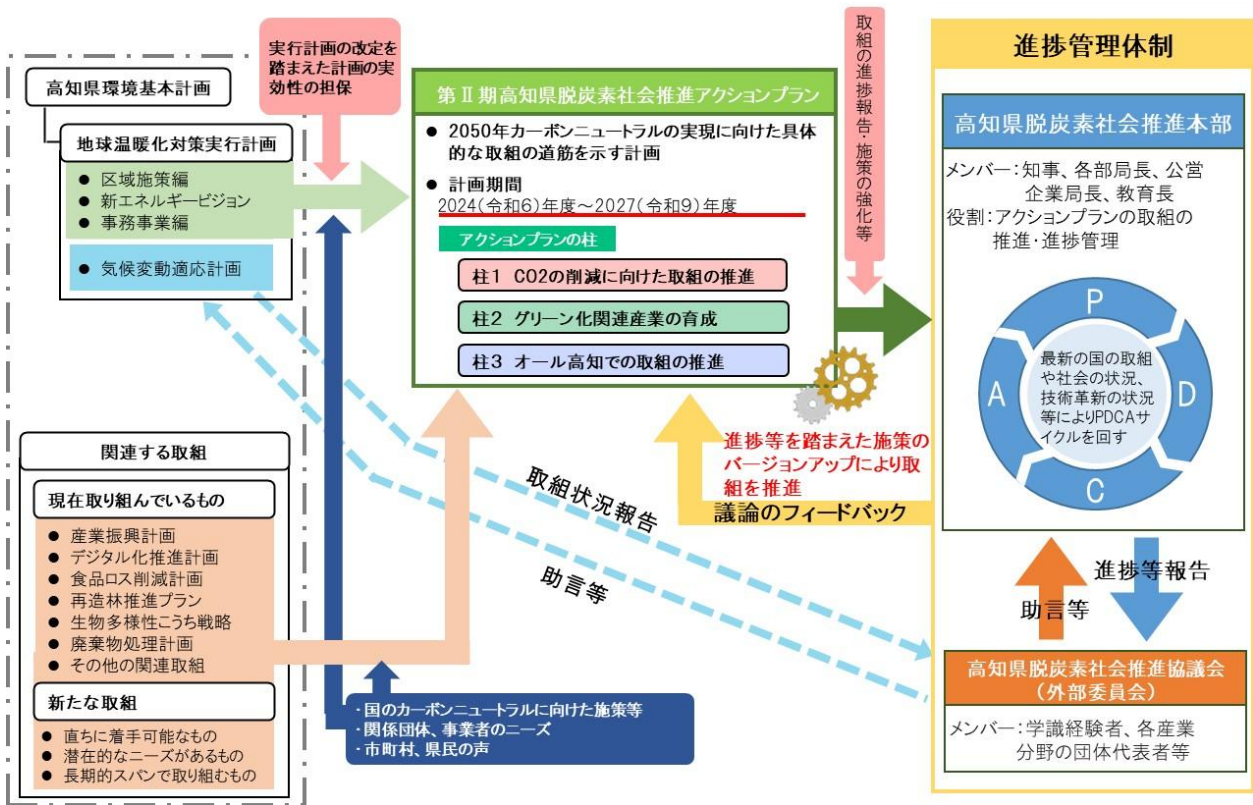 高知県環境基本計画
地球温暖化対策実行計画
● 区域施策編
● 新エネルギービジョン
● 事務事業編
● 気候変動適応計画
実行計画の改定を
踏まえた計画の実
効性の担保
第Ⅱ期高知県脱炭素社会推進アクションプラン
● 2050年カーボンニュートラルの実現に向けた具体
的な取組の道筋を示す計画
● 計画期間
2024(令和6)年度～2027(令和9)年度
アクションプランの柱
柱1 CO2の削減に向けた取組の推進
柱2 グリーン化関連産業の育成
柱3 オール高知での取組の推進
取組の進捗報告・施策の強化等
進捗等を踏まえた施策の
バージョンアップにより取
組を推進
議論のフィードバック
取組状況報告
助言等
関連する取組
現在取り組んでいるもの
● 産業振興計画
● デジタル化推進計画
● 食品ロス削減計画
● 再造林推進プラン
● 生物多様性こうち戦略
● 廃棄物処理計画
● その他の関連取組
新たな取組
● 直ちに着手可能なもの
● 潜在的なニーズがあるもの
● 長期的スパンで取り組むもの
・国のカーボンニュートラルに向けた施策等
・関係団体、事業者のニーズ
・市町村、県民の声
進捗管理体制
高知県脱炭素社会推進本部
メンバー：知事、各部局長、公営
企業局長、教育長
役割：アクションプランの取組の
推進・進捗管理
P
D
C
A
最新の国の取組
や社会の状況、
技術革新の状況
等によりPDCAサ
イクルを回す
進捗等報告
助言等
高知県脱炭素社会推進協議会
（外部委員会）
メンバー：学識経験者、各産業
分野の団体代表者等